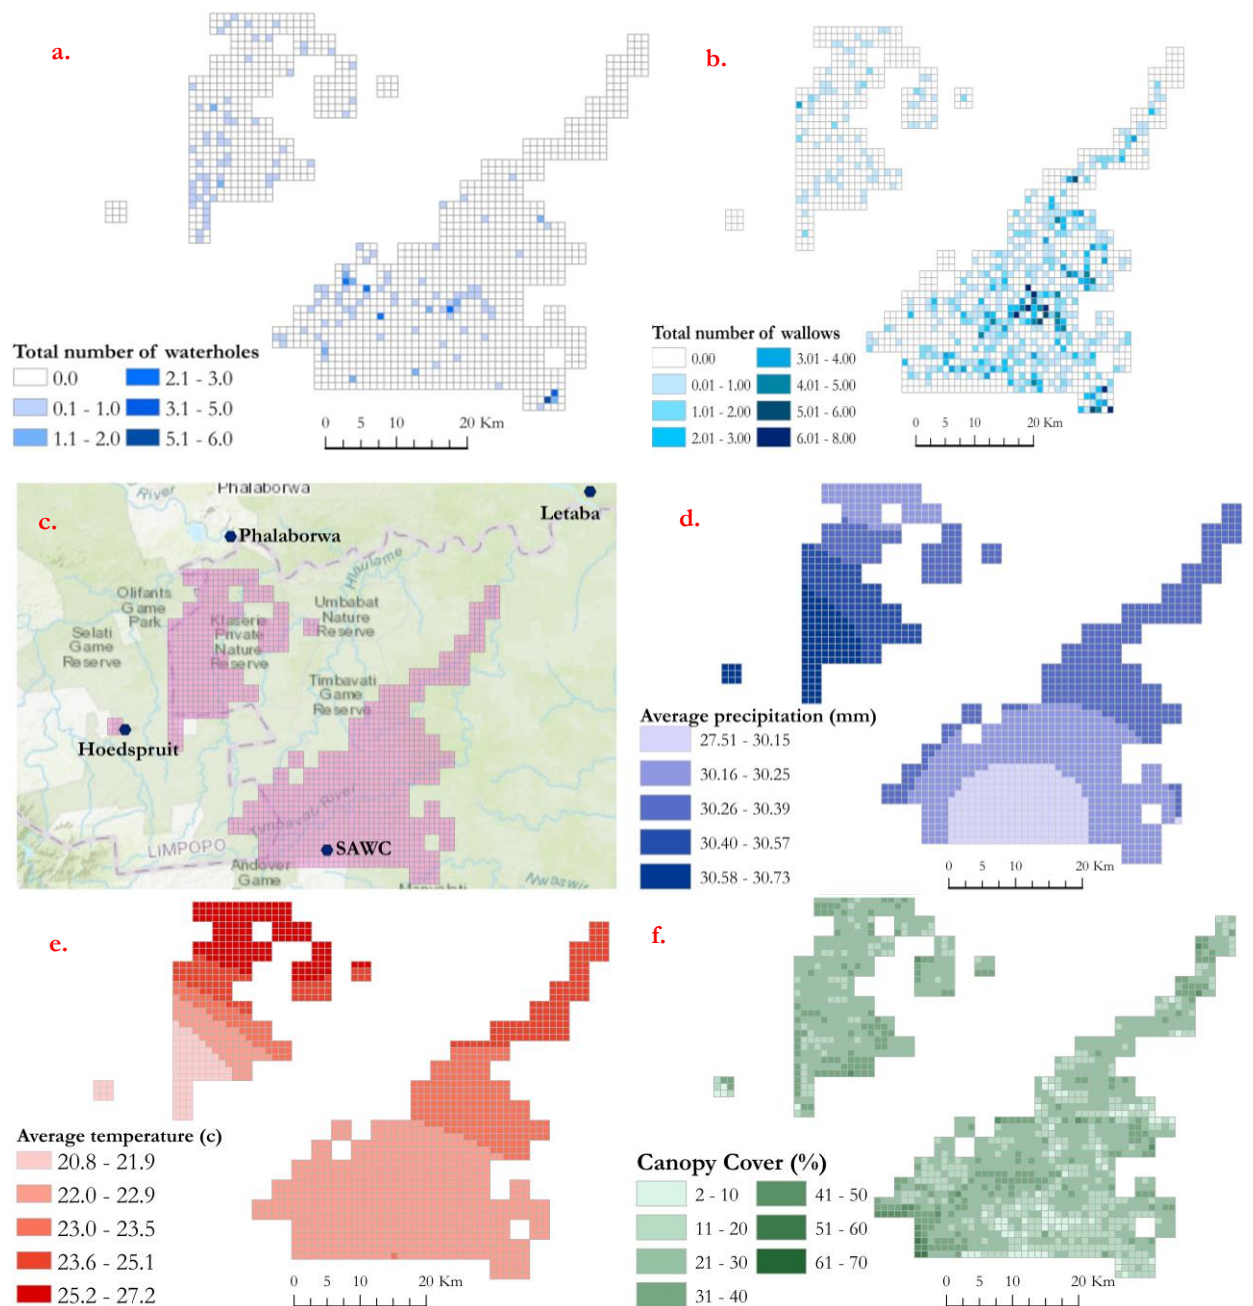 a.
Total number of waterholes
0.0
2.1 - 3.0
0.1 - 1.0
3.1 - 5.0
1.1 - 2.0
5.1 - 6.0
0 5 10 20 Km
b.
Total number of wallows
0.00
3.01 - 4.00
0.01 - 1.00
4.01 - 5.00
1.01 - 2.00
5.01 - 6.00
2.01 - 3.00
6.01 - 8.00
0 5 10 20 Km
c.
River
Phalaborwa
Letaba
Phalaborwa
Hlaulame
Olifants
Game
Park
Selati
Game
Reserve
Klaserie
Private
Nature
Reserve
Umbabat
Nature
Reserve
Timbavati
Game
Reserve
Hoedspruit
Timbavati River
LIMPOPO
SAWC
Andover
Game
Manyeleti
Nwaswit
d.
Average precipitation (mm)
27.51 - 30.15
30.16 - 30.25
30.26 - 30.39
30.40 - 30.57
30.58 - 30.73
0 5 10 20 Km
e.
Average temperature (c)
20.8 - 21.9
22.0 - 22.9
23.0 - 23.5
23.6 - 25.1
25.2 - 27.2
0 5 10 20 Km
f.
Canopy Cover (%)
2 - 10
41 - 50
11 - 20
51 - 60
21 - 30
61 - 70
31 - 40
0 5 10 20 Km